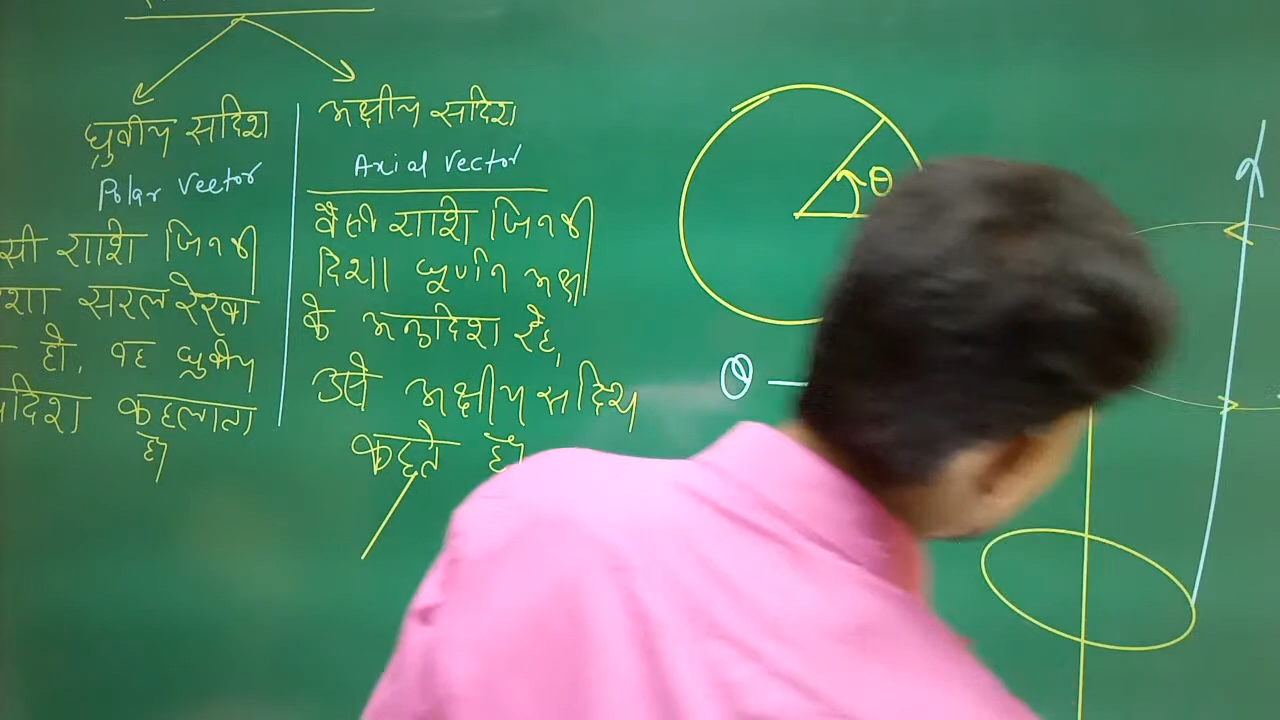 ध्रुवीय सदिश
Polar Vector
सी राशि जिनकी
शा सरल रेखा
हो, वह ध्रुवीय
दिश कहलाता
है
अक्षीय सदिश
Axial Vector
वैसी राशि जिनकी
दिशा घूर्णन अक्ष
के अनुदिश रहे,
उसे अक्षीय सदिश
कहते है
θ
θ —